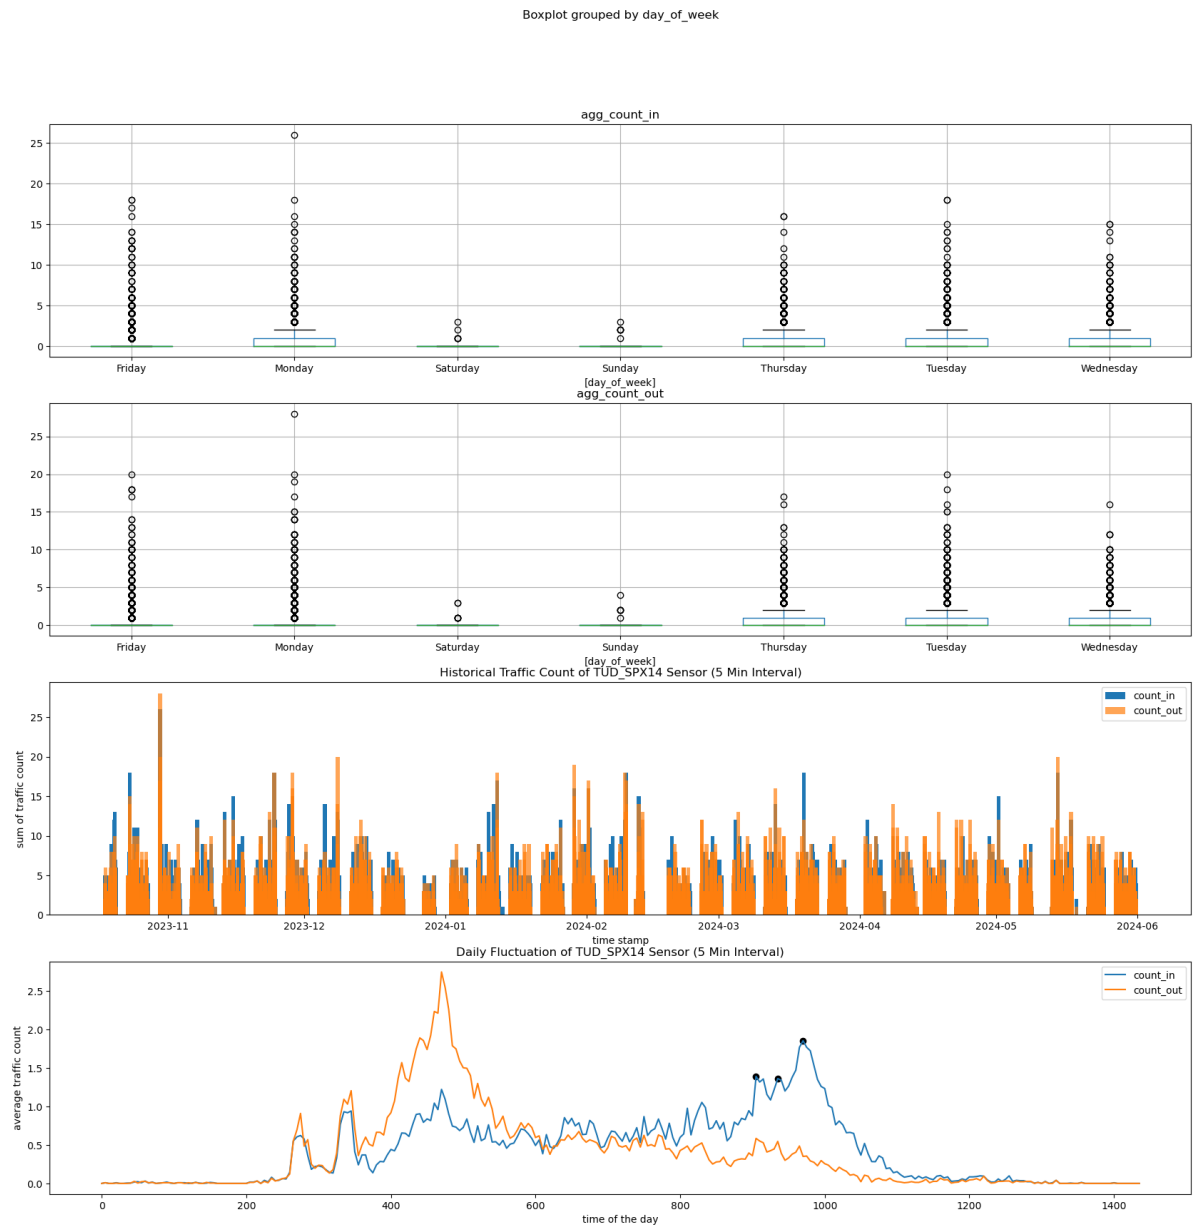 Boxplot grouped by day_of_week
agg_count_in
25
20
15
10
5
0
Friday Monday Saturday Sunday Thursday Tuesday Wednesday
[day_of_week]
agg_count_out
25
20
15
10
5
0
Friday Monday Saturday Sunday Thursday Tuesday Wednesday
[day_of_week]
Historical Traffic Count of TUD_SPX14 Sensor (5 Min Interval)
count_in
count_out
sum of traffic count
25
20
15
10
5
0
2023-11 2023-12 2024-01 2024-02 2024-03 2024-04 2024-05 2024-06
time stamp
Daily Fluctuation of TUD_SPX14 Sensor (5 Min Interval)
count_in
count_out
average traffic count
2.5
2.0
1.5
1.0
0.5
0.0
0 200 400 600 800 1000 1200 1400
time of the day